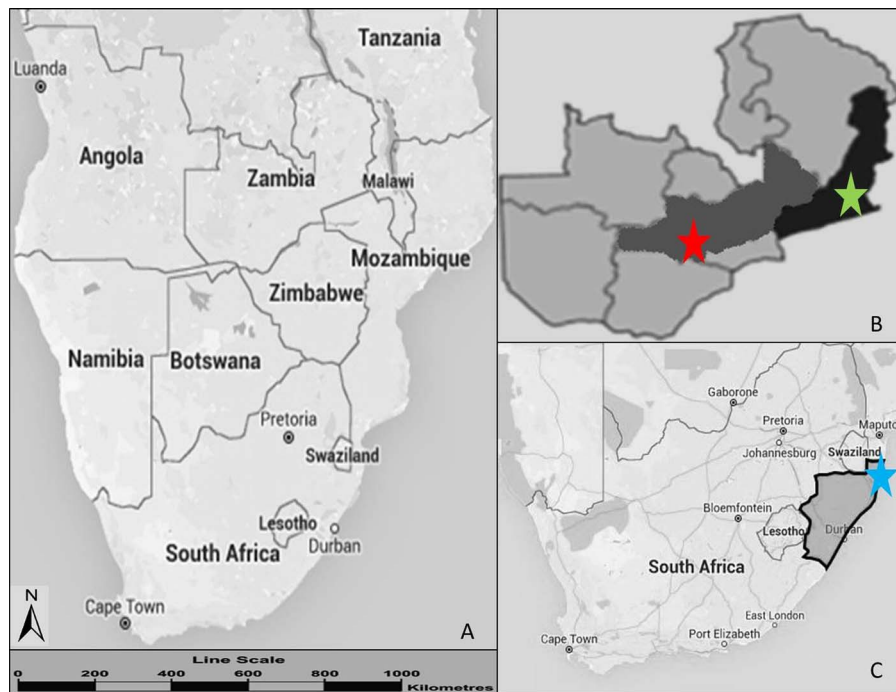 Tanzania
Luanda
Angola
Zambia
Malawi
Mozambique
Zimbabwe
Namibia
Botswana
Pretoria
Swaziland
Lesotho
Durban
South Africa
Cape Town
N
A
Line Scale
0 200 400 600 800 1000
Kilometres
B
Gaborone
Pretoria
Johannesburg
Maputo
Swaziland
Bloemfontein
Lesotho
Durban
South Africa
East London
Port Elizabeth
Cape Town
C